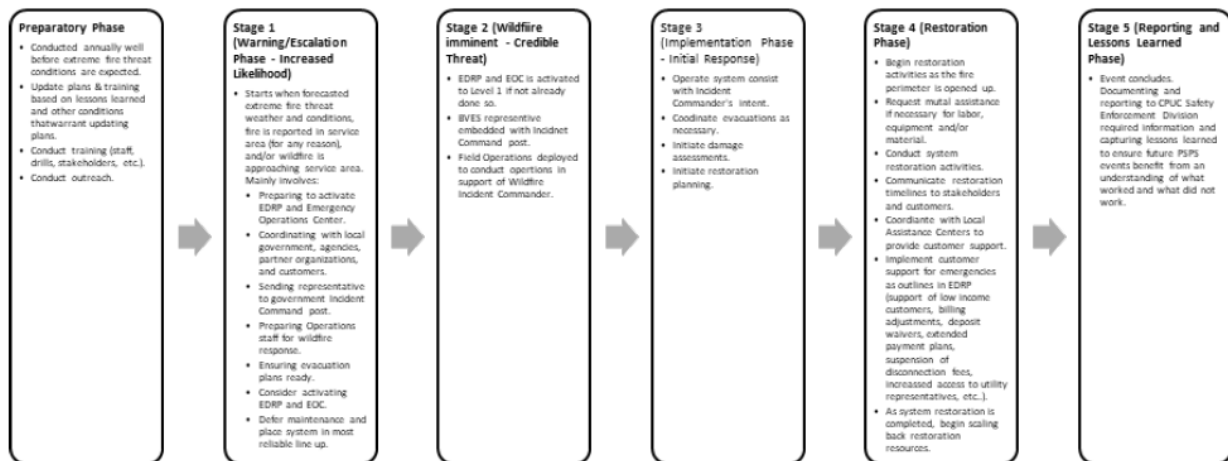 Preparatory Phase
• Conducted annually well
before extreme fire threat
conditions are expected.
• Update plans & training
based on lessons learned
and other conditions
thatwarrant updating
plans.
• Conduct training (staff,
drills, stakeholders, etc.).
• Conduct outreach.
Stage 1
(Warning/Escalation
Phase - Increased
Likelihood)
• Starts when forecasted
extreme fire threat
weather and conditions,
fire is reported in service
area (for any reason),
and/or wildfire is
approaching service area.
Mainly involves:
• Preparing to activate
EDRP and Emergency
Operations Center.
• Coordinating with local
government, agencies,
partner organizations,
and customers.
• Sending representative
to government Incident
Command post.
• Preparing Operations
staff for wildfire
response.
• Ensuring evacuation
plans ready.
• Consider activating
EDRP and EOC.
• Defer maintenance and
place system in most
reliable line up.
Stage 2 (Wildfiire
imminent - Credible
Threat)
• EDRP and EOC is activated
to Level 1 if not already
done so.
• BVES representive
embedded with Incidnet
Command post.
• Field Operations deployed
to conduct opertions in
support of Wildfire
Incident Commander.
Stage 3
(Implementation Phase
- Initial Response)
• Operate system consist
with Incident
Commander's intent.
• Coodinate evacuations as
necessary.
• Initiate damage
assessments.
• Initiate restoration
planning.
Stage 4 (Restoration
Phase)
• Begin restoration
activities as the fire
perimeter is opened up.
• Request mutal assistance
if necessary for labor,
equipment and/or
material.
• Conduct system
restoration activities.
• Communicate restoration
timelines to stakeholders
and customers.
• Coordiante with Local
Assistance Centers to
provide customer support.
• Implement customer
support for emergencies
as outlines in EDRP
(support of low income
customers, billing
adjustments, deposit
waivers, extended
payment plans,
suspension of
disconnection fees,
increassed access to utility
representatives, etc..).
• As system restoration is
completed, begin scaling
back restoration
resources.
Stage 5 (Reporting and
Lessons Learned
Phase)
• Event concludes.
Documenting and
reporting to CPUC Safety
Enforcement Division
required information and
capturing lessons learned
to ensure future PSPS
events benefit from an
understanding of what
worked and what did not
work.